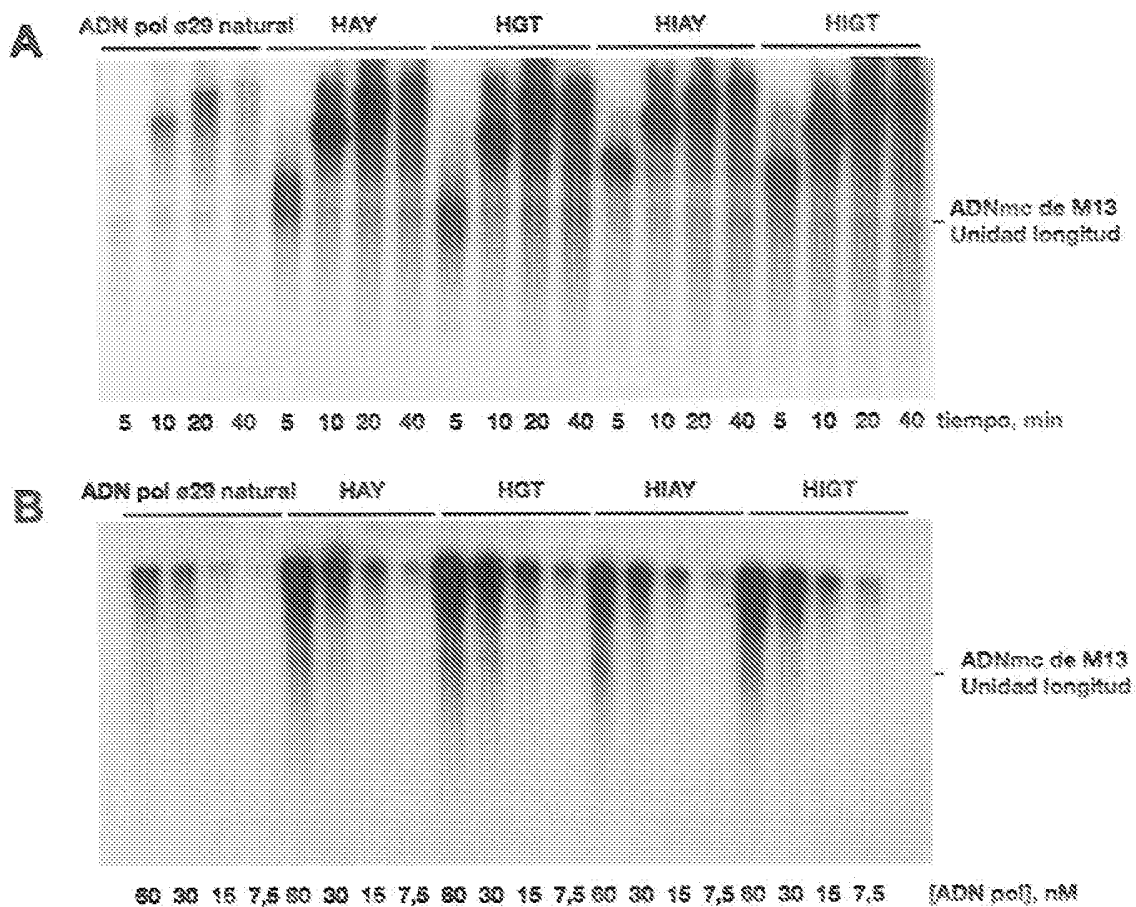 A
ADN pol ø29 natural HAY HGT HIAY HIGT
ADNmc de M13
Unidad longitud
5 10 20 40 5 10 20 40 5 10 20 40 5 10 20 40 5 10 20 40 tiempo, min
B
ADN pol ø29 natural HAY HGT HIAY HIGT
ADNmc de M13
Unidad longitud
60 30 15 7,5 60 30 15 7,5 60 30 15 7,5 60 30 15 7,5 60 30 15 7,5 [ADN pol], nM